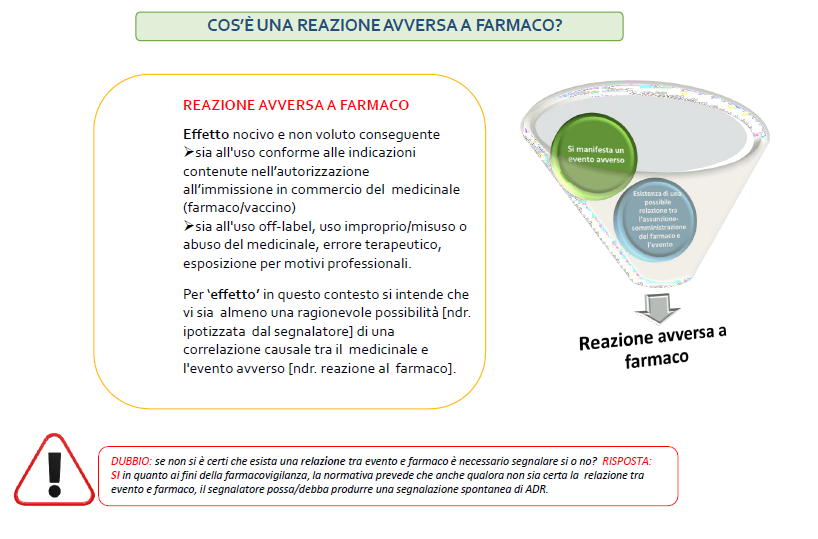 COS'È UNA REAZIONE AVVERSA A FARMACO?
REAZIONE AVVERSA A FARMACO
Effetto nocivo e non voluto conseguente
➢sia all'uso conforme alle indicazioni
contenute nell'autorizzazione
all'immissione in commercio del medicinale
(farmaco/vaccino)
➢sia all'uso off-label, uso improprio/misuso o
abuso del medicinale, errore terapeutico,
esposizione per motivi professionali.
Per 'effetto' in questo contesto si intende che
vi sia almeno una ragionevole possibilità [ndr.
ipotizzata dal segnalatore] di una
correlazione causale tra il medicinale e
l'evento avverso [ndr. reazione al farmaco].
Si manifesta un
evento avverso
Esistenza di una
possibile
relazione tra
l'assunzione-
somministrazione
del farmaco e
l'evento
Reazione avversa a
farmaco
DUBBIO: se non si è certi che esista una relazione tra evento e farmaco è necessario segnalare si o no? RISPOSTA:
SI in quanto ai fini della farmacovigilanza, la normativa prevede che anche qualora non sia certa la relazione tra
evento e farmaco, il segnalatore possa/debba produrre una segnalazione spontanea di ADR.